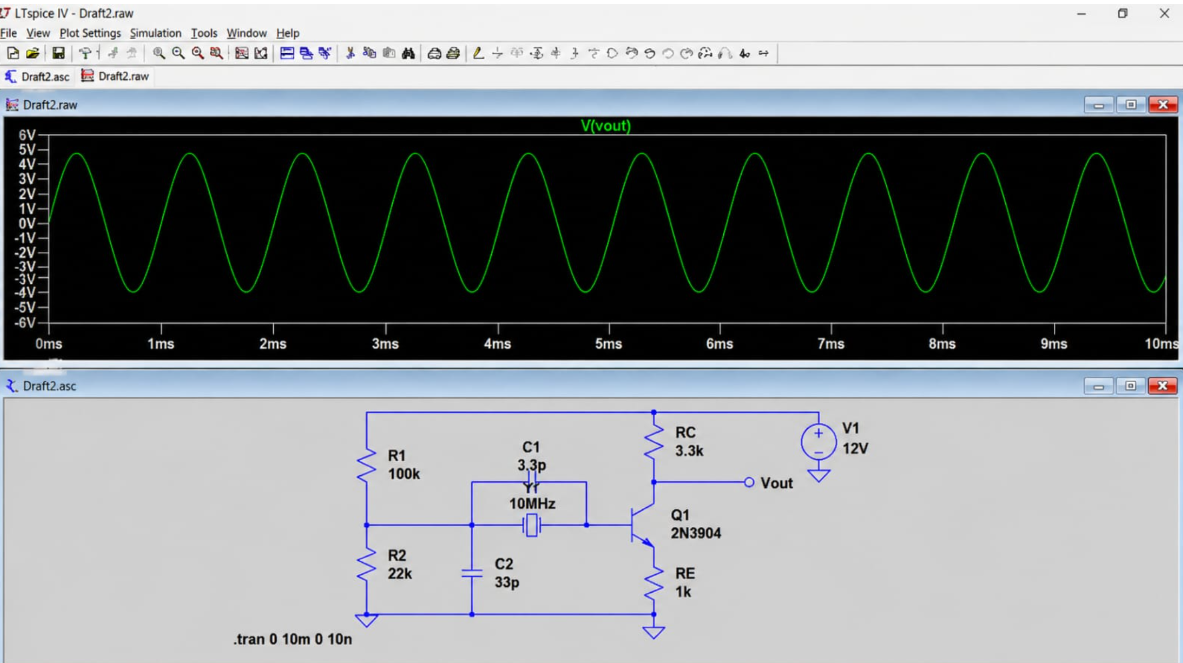 LTspice IV - Draft2.raw
File View Plot Settings Simulation Tools Window Help
Draft2.asc Draft2.raw
Draft2.raw
V(vout)
6V
5V
4V
3V
2V
1V
0V
-1V
-2V
-3V
-3V
-4V
-5V
-6V
0ms 1ms 2ms 3ms 4ms 5ms 6ms 7ms 8ms 9ms 10ms
Draft2.asc
R1
100k
C1
3.3p
Y1
10MHz
RC
3.3k
V1
12V
Vout
Q1
2N3904
R2
22k
C2
33p
RE
1k
.tran 0 10m 0 10n